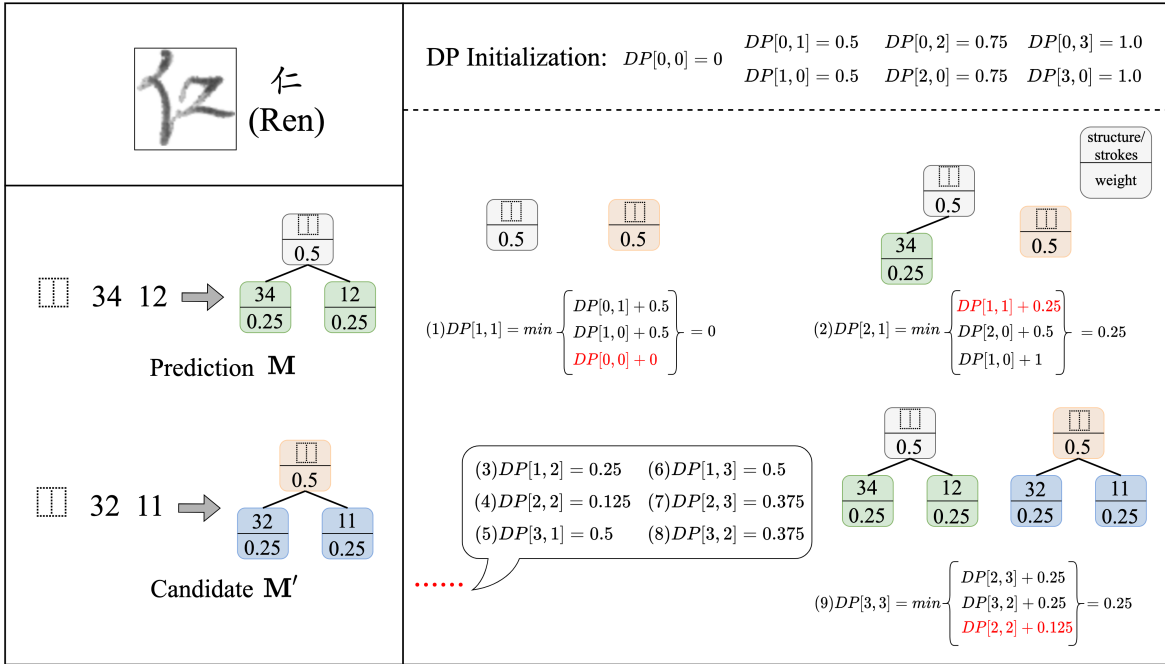 仁
(Ren)
⿰ 34 12
⿰
0.5
34
0.25
12
0.25
Prediction M
⿰ 32 11
⿰
0.5
32
0.25
11
0.25
Candidate M′
DP Initialization: DP[0,0] = 0
DP[0,1] = 0.5 DP[0,2] = 0.75 DP[0,3] = 1.0
DP[1,0] = 0.5 DP[2,0] = 0.75 DP[3,0] = 1.0
structure/
strokes
weight
⿰
0.5
⿰
0.5
(1)DP[1,1] = min { DP[0,1] + 0.5
DP[1,0] + 0.5
DP[0,0] + 0 } = 0
⿰
0.5
34
0.25
⿰
0.5
(2)DP[2,1] = min { DP[1,1] + 0.25
DP[2,0] + 0.5
DP[1,0] + 1 } = 0.25
(3)DP[1,2] = 0.25 (6)DP[1,3] = 0.5
(4)DP[2,2] = 0.125 (7)DP[2,3] = 0.375
(5)DP[3,1] = 0.5 (8)DP[3,2] = 0.375
......
⿰
0.5
34
0.25
12
0.25
⿰
0.5
32
0.25
11
0.25
(9)DP[3,3] = min { DP[2,3] + 0.25
DP[3,2] + 0.25
DP[2,2] + 0.125 } = 0.25